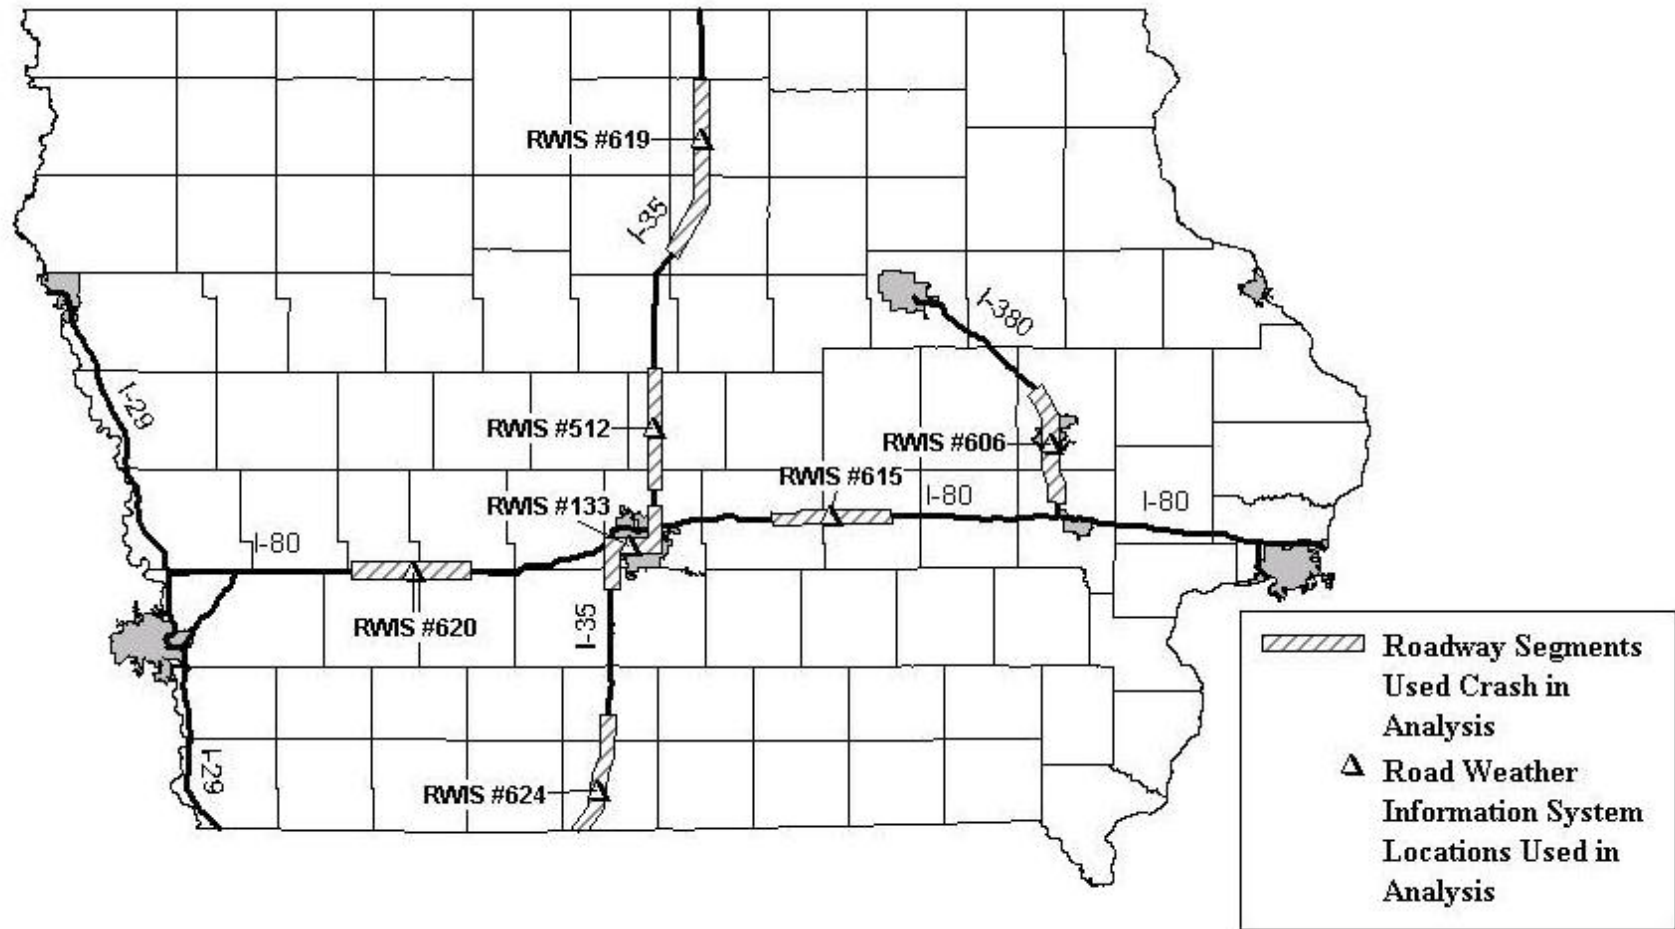 RWIS #619
I-35
I-380
I-29
RWIS #512
RWIS #606
RWIS #615
I-80
I-80
RWIS #133
I-80
RWIS #620
I-35
I-29
RWIS #624
Roadway Segments
Used Crash in
Analysis
Road Weather
Information System
Locations Used in
Analysis